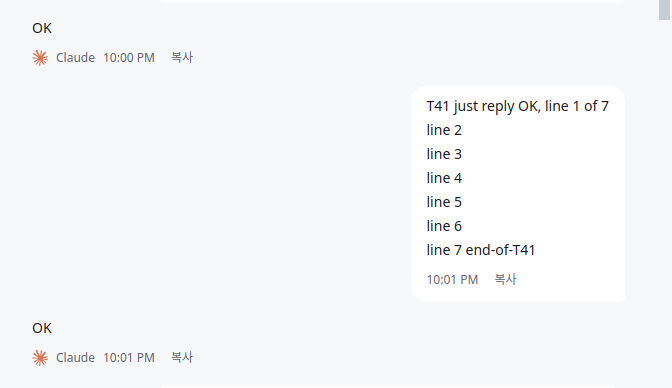 OK
Claude 10:00 PM 복사
T41 just reply OK, line 1 of 7
line 2
line 3
line 4
line 5
line 6
line 7 end-of-T41
10:01 PM 복사
OK
Claude 10:01 PM 복사